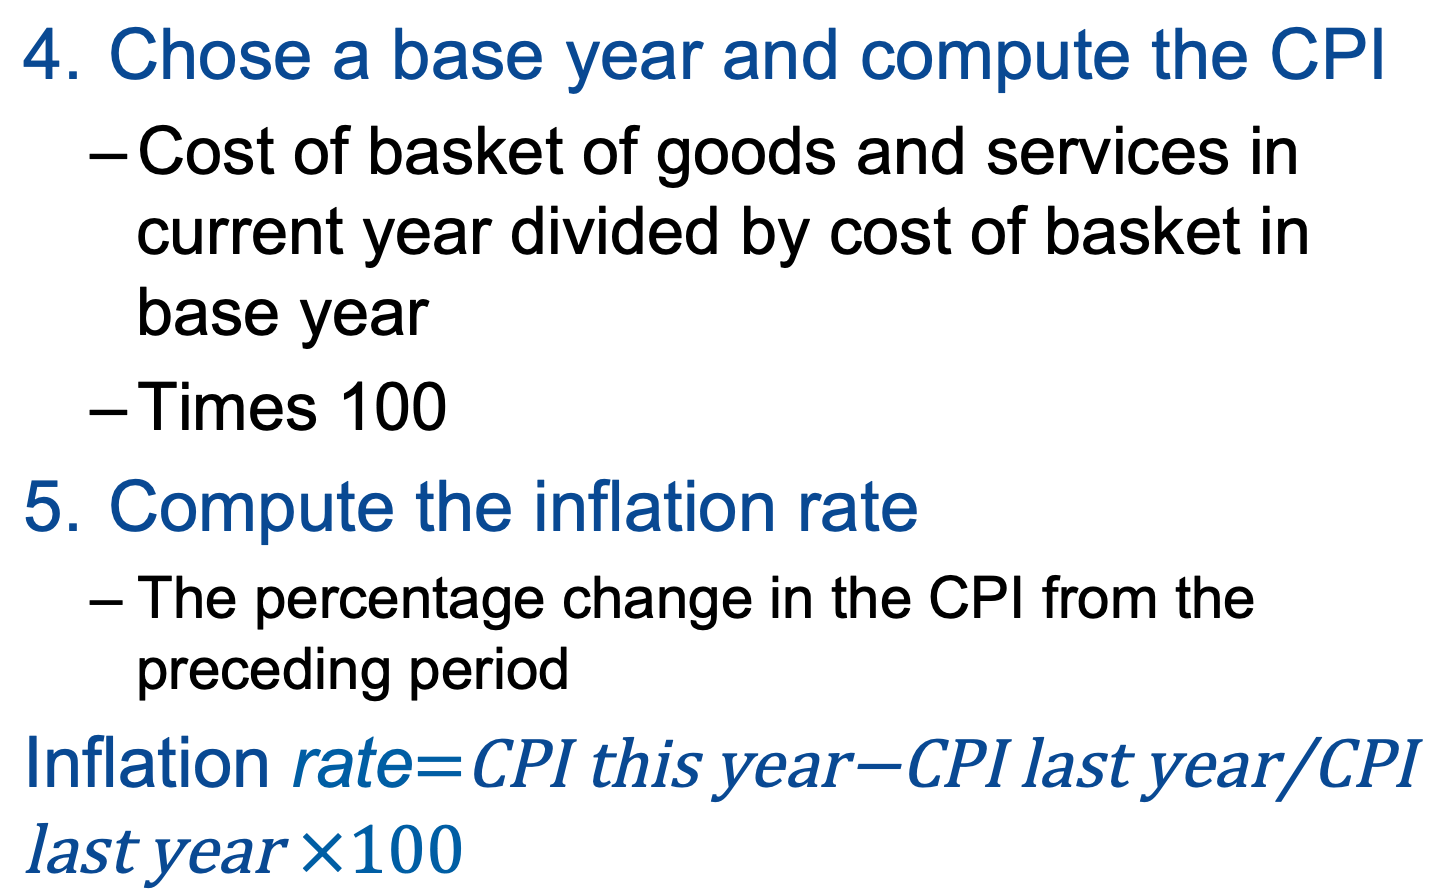 4. Chose a base year and compute the CPI
– Cost of basket of goods and services in
current year divided by cost of basket in
base year
– Times 100
5. Compute the inflation rate
– The percentage change in the CPI from the
preceding period
Inflation rate=CPI this year−CPI last year/CPI
last year ×100